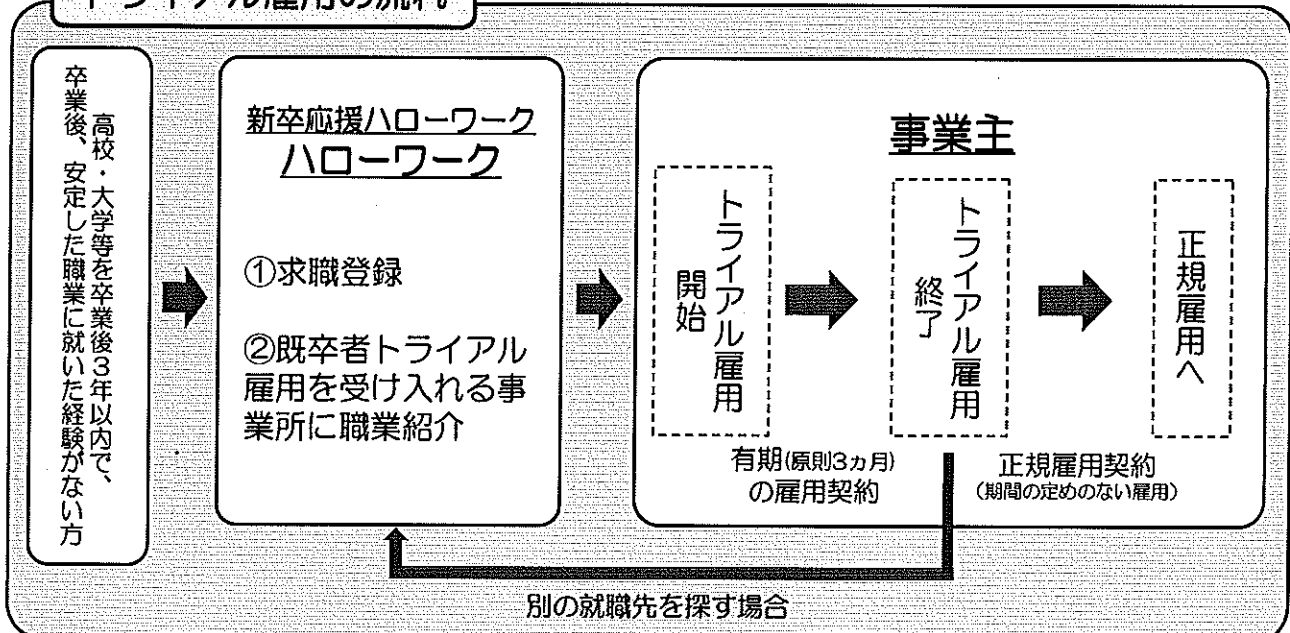 トライアル雇用の流れ
高校・大学等を卒業後3年以内で、
卒業後、安定した職業に就いた経験がない方
新卒応援ハローワーク
ハローワーク
①求職登録
②既卒者トライアル
雇用を受け入れる事
業所に職業紹介
事業主
トライアル雇用
開始
トライアル雇用
終了
正規雇用へ
有期(原則3ヵ月)
の雇用契約
正規雇用契約
(期間の定めのない雇用)
別の就職先を探す場合